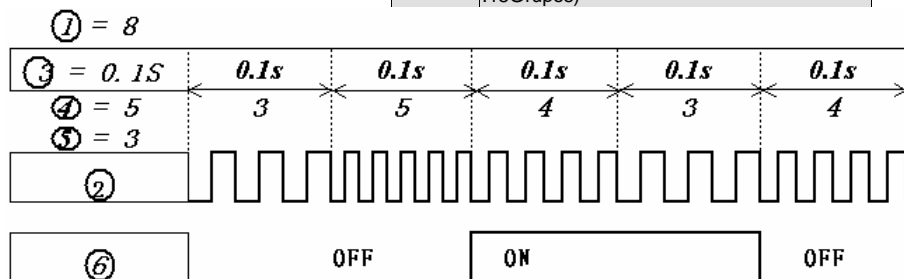 ① = 8
③ = 0.1S 0.1s 0.1s 0.1s 0.1s 0.1s
④ = 5 3 5 4 3 4
⑤ = 3
②
⑥ OFF ON OFF